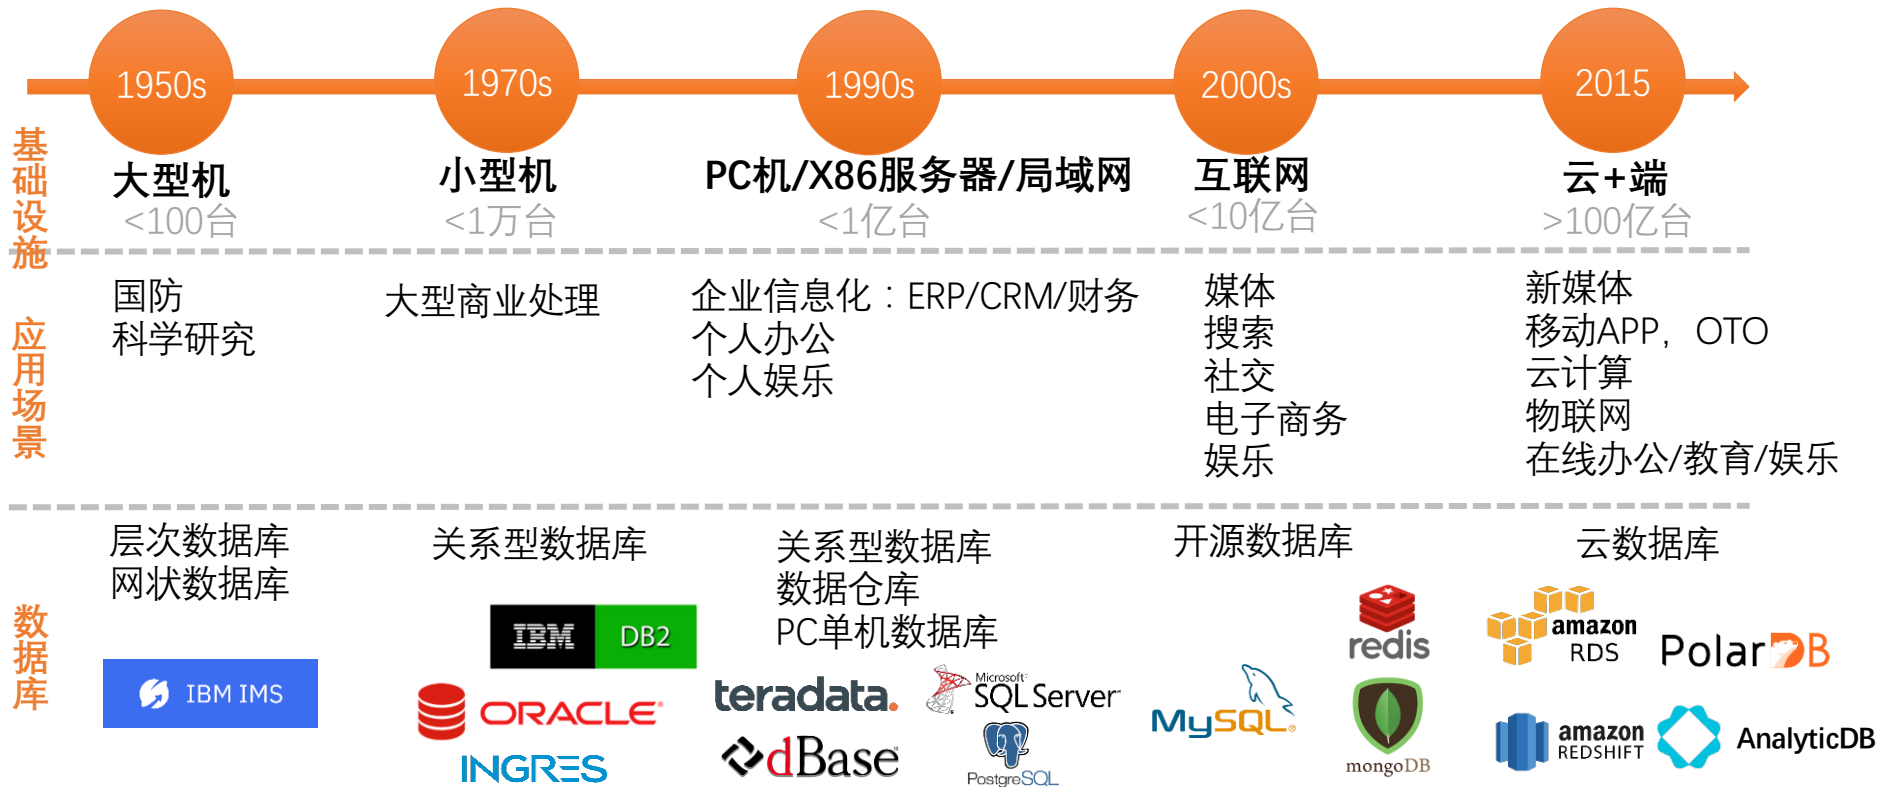 1950s
1970s
1990s
2000s
2015
基础设施
大型机
<100台
小型机
<1万台
PC机/X86服务器/局域网
<1亿台
互联网
<10亿台
云+端
>100亿台
应用场景
国防
科学研究
大型商业处理
企业信息化：ERP/CRM/财务
个人办公
个人娱乐
媒体
搜索
社交
电子商务
娱乐
新媒体
移动APP，OTO
云计算
物联网
在线办公/教育/娱乐
数据库
层次数据库
网状数据库
IBM IMS
关系型数据库
IBM DB2
ORACLE®
INGRES
关系型数据库
数据仓库
PC单机数据库
teradata.
Microsoft®
SQL Server®
dBase®
PostgreSQL
开源数据库
redis
MySQL®
mongoDB
云数据库
amazon
RDS
PolarDB
amazon
REDSHIFT
AnalyticDB